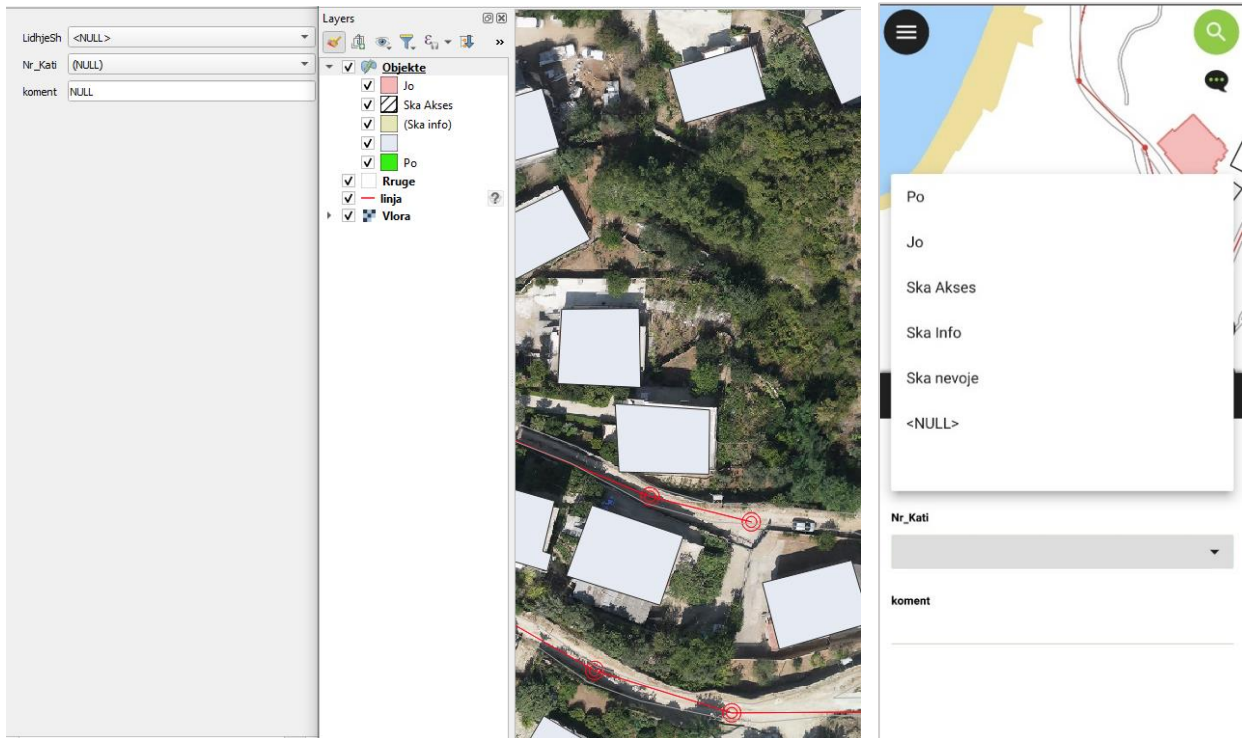 LidhjeSh <NULL>
Nr_Kati (NULL)
koment NULL
Layers
»
Objekte
Jo
Ska Akses
(Ska info)
Po
Rruge
linja ?
Vlora
Po
Jo
Ska Akses
Ska Info
Ska nevoje
<NULL>
Nr_Kati
koment